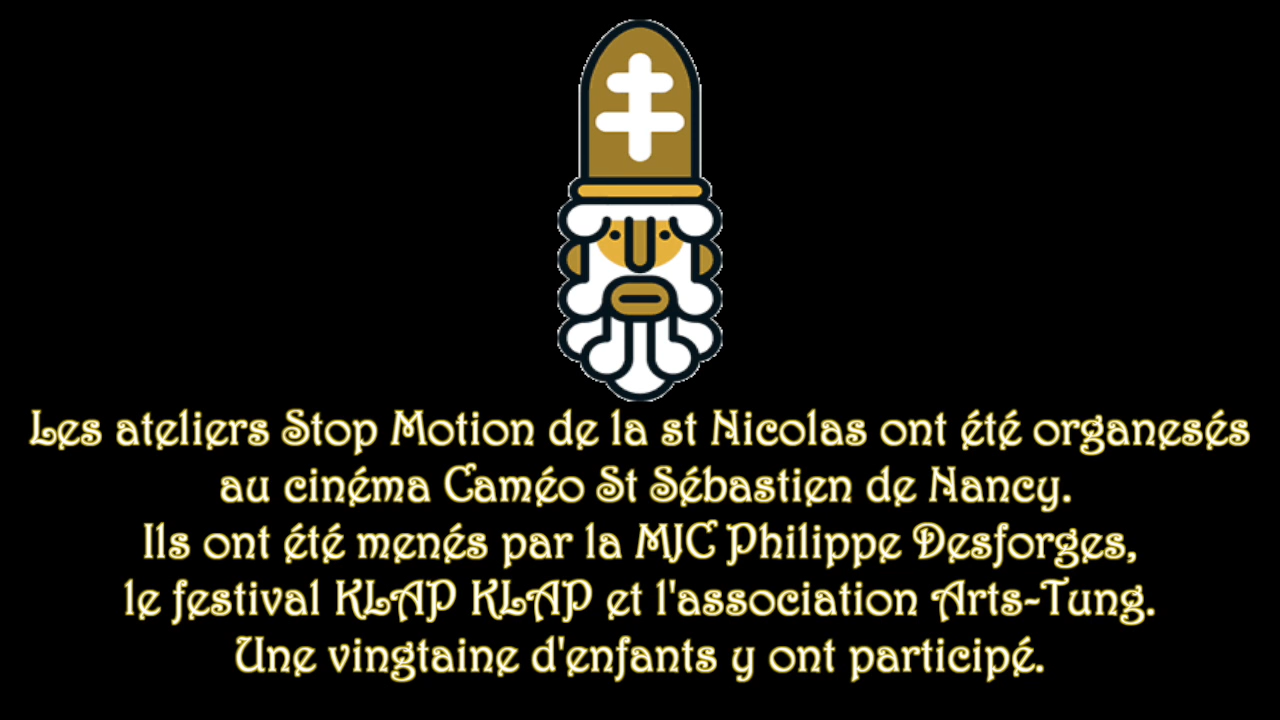 Les ateliers Stop Motion de la st Nicolas ont été organesés
au cinéma Caméo St Sébastien de Nancy.
Ils ont été menés par la MJC Philippe Desforges,
le festival KLAP KLAP et l'association Arts-Tung.
Une vingtaine d'enfants y ont participé.